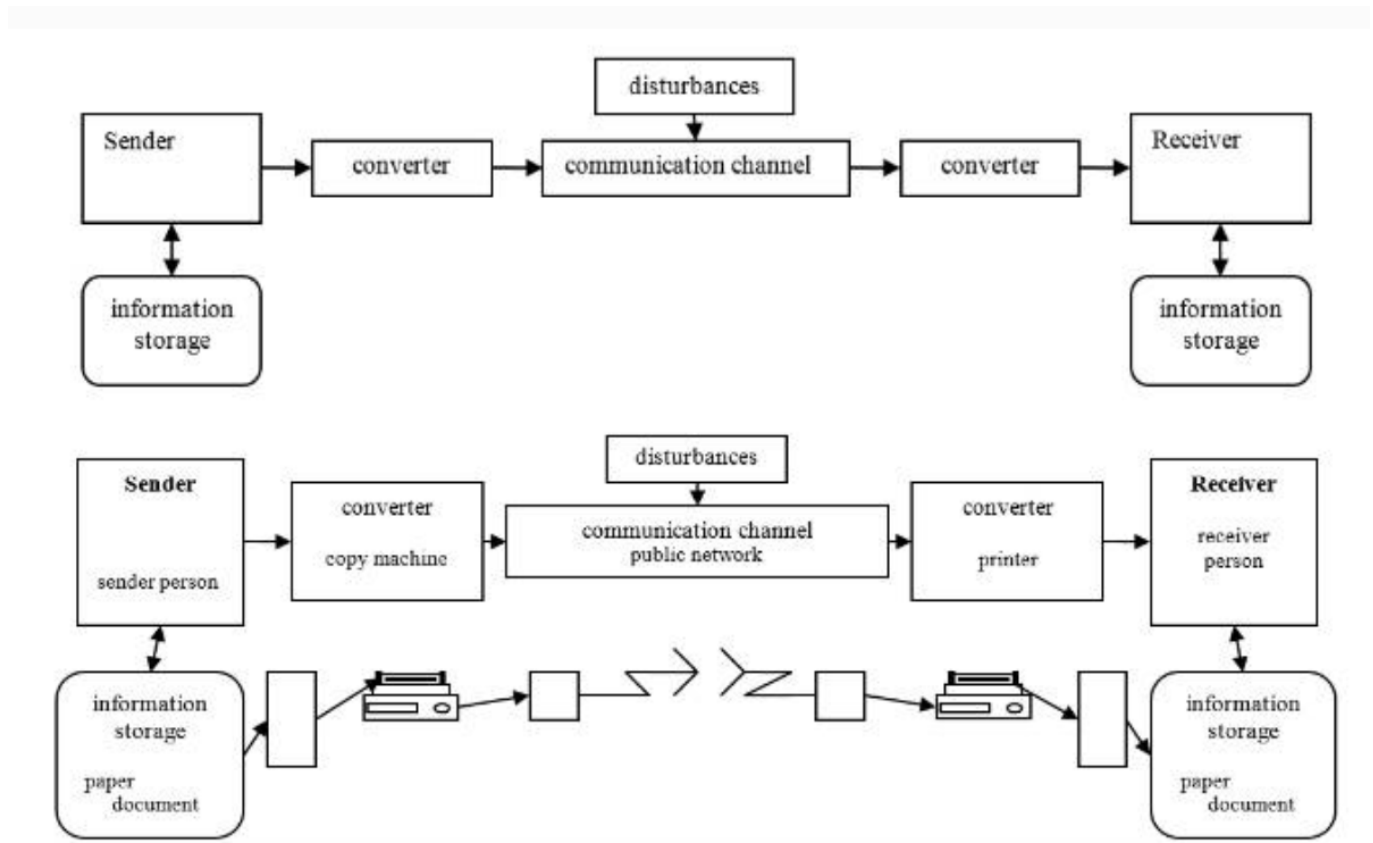 disturbances
Sender
converter
communication channel
converter
Receiver
information
storage
information
storage
disturbances
Sender
sender person
converter
copy machine
communication channel
public network
converter
printer
Receiver
receiver
person
information
storage
paper
document
information
storage
paper
document